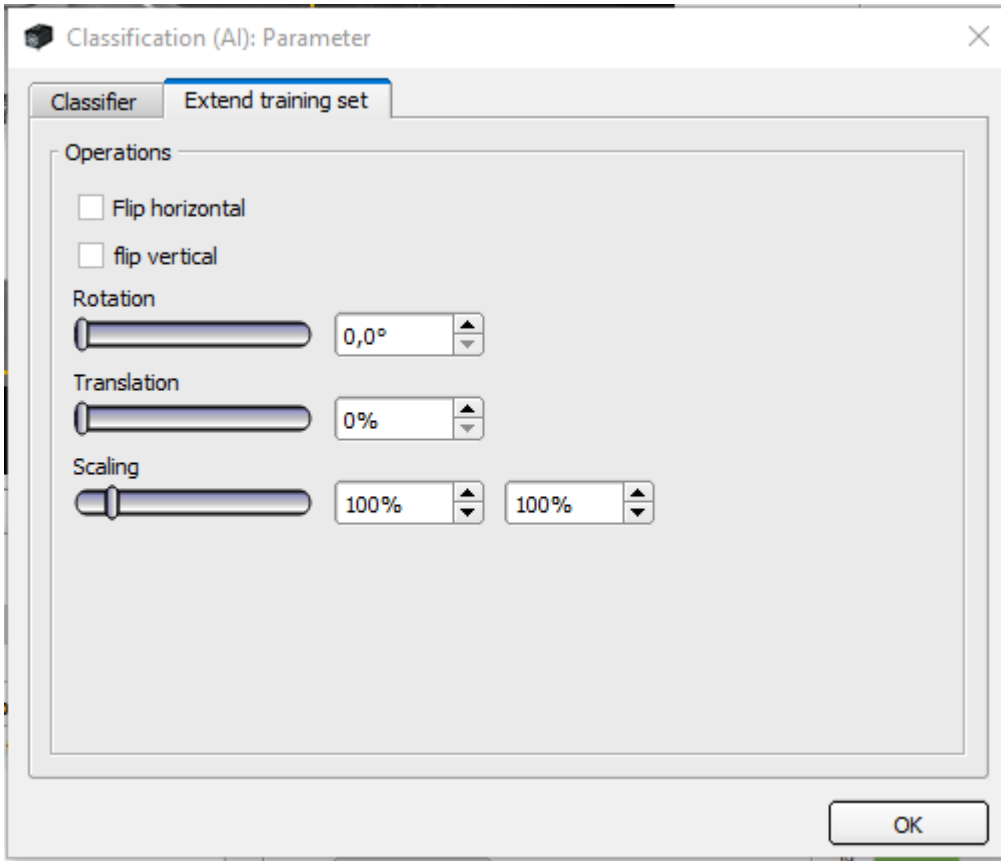 Classification (AI): Parameter
Classifier
Extend training set
Operations
Flip horizontal
flip vertical
Rotation
0,0°
Translation
0%
Scaling
100%
100%
OK